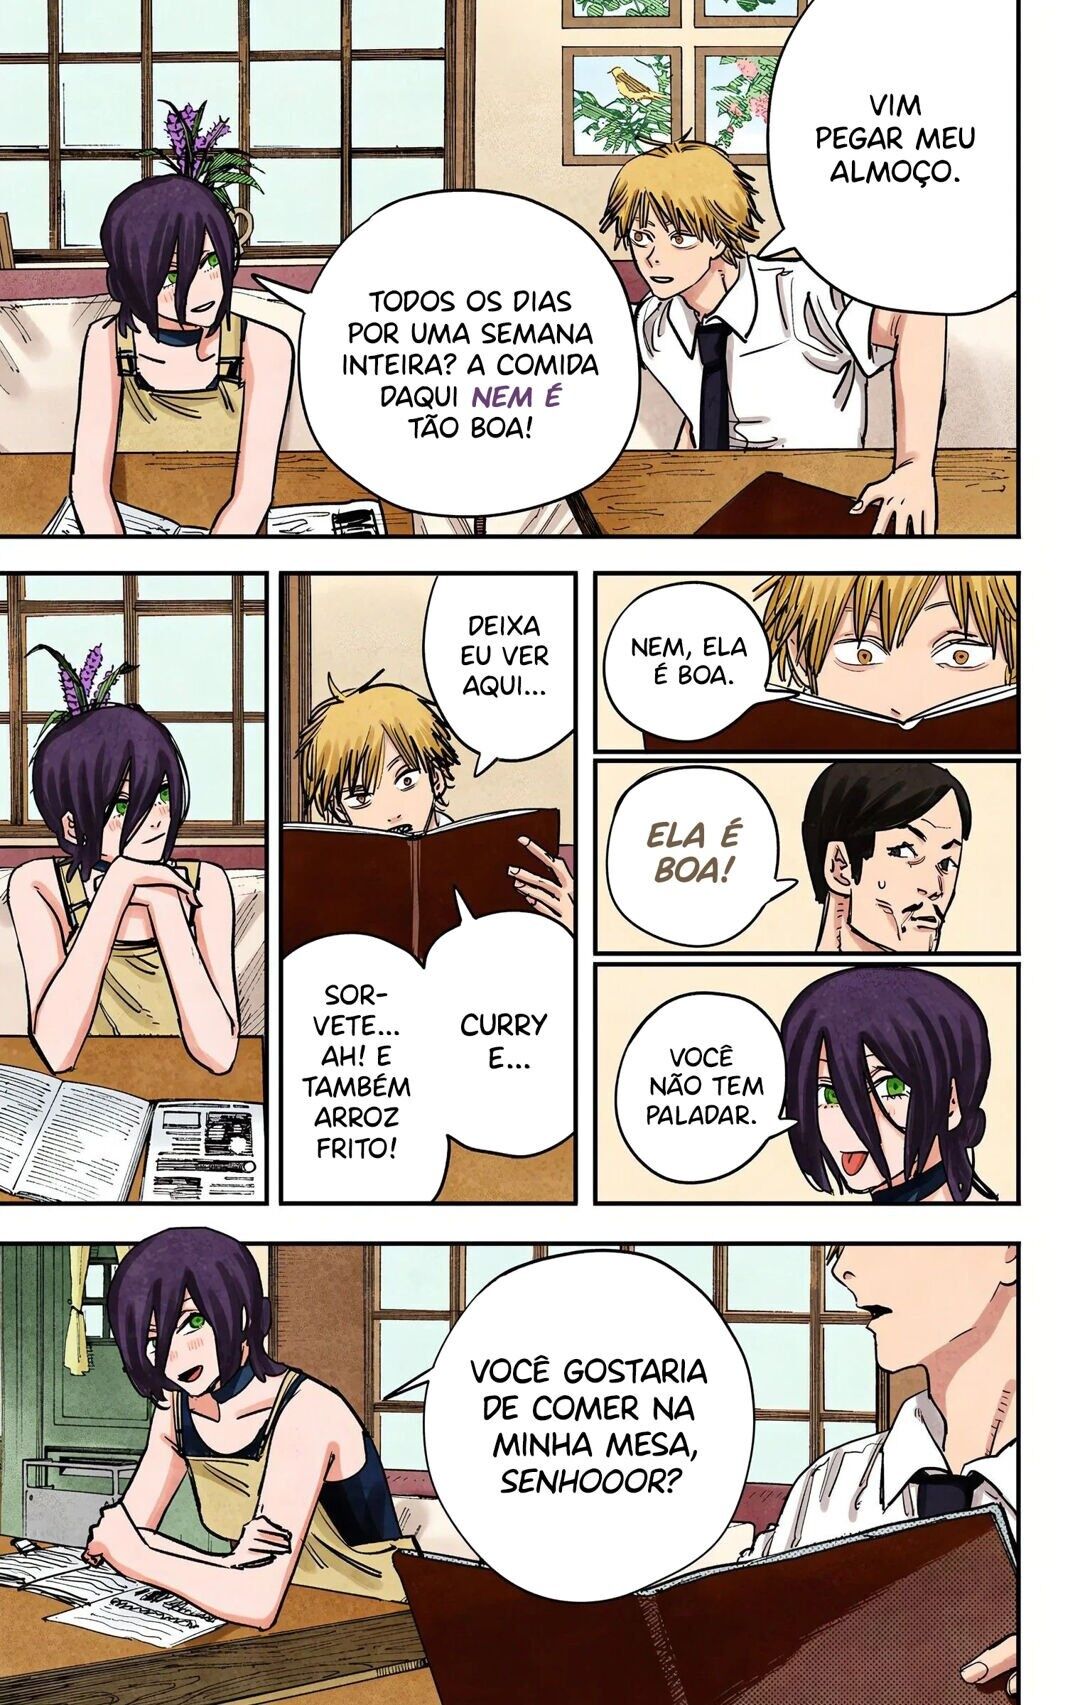 VIM
PEGAR MEU
ALMOÇO.
TODOS OS DIAS
POR UMA SEMANA
INTEIRA? A COMIDA
DAQUI NEM É
TÃO BOA!
NEM, ELA
É BOA.
ELA É
BOA!
VOCÊ
NÃO TEM
PALADAR.
DEIXA
EU VER
AQUI...
CURRY
E...
SOR-
VETE...
AH! E
TAMBÉM
ARROZ
FRITO!
VOCÊ GOSTARIA
DE COMER NA
MINHA MESA,
SENHOOOR?